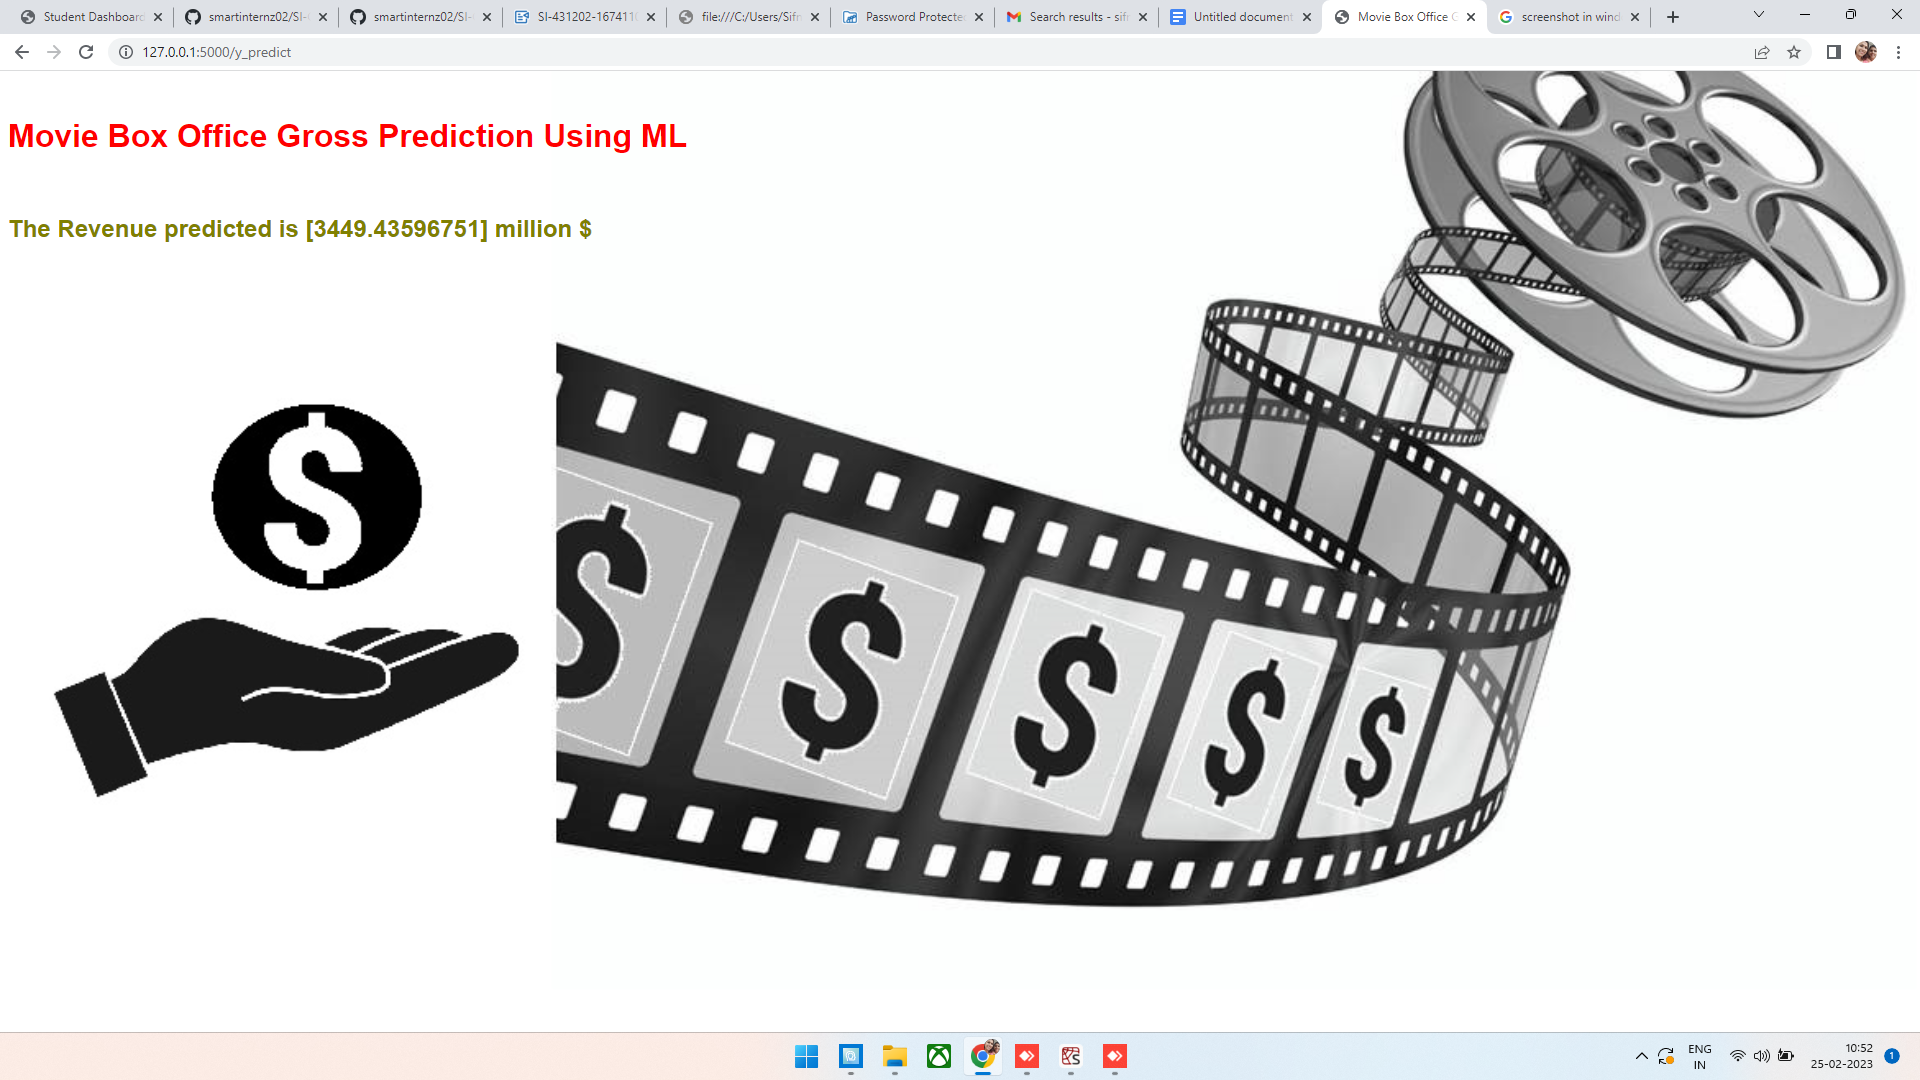 Student Dashboard
smartinternz02/SI-
smartinternz02/SI-
SI-431202-167411
file:///C:/Users/Sifr
Password Protecte
Search results - sif
Untitled document
Movie Box Office G
screenshot in wind
127.0.0.1:5000/y_predict
Movie Box Office Gross Prediction Using ML
The Revenue predicted is [3449.43596751] million $
$
$ $ $ $ $
ENG
IN
10:52
25-02-2023
1